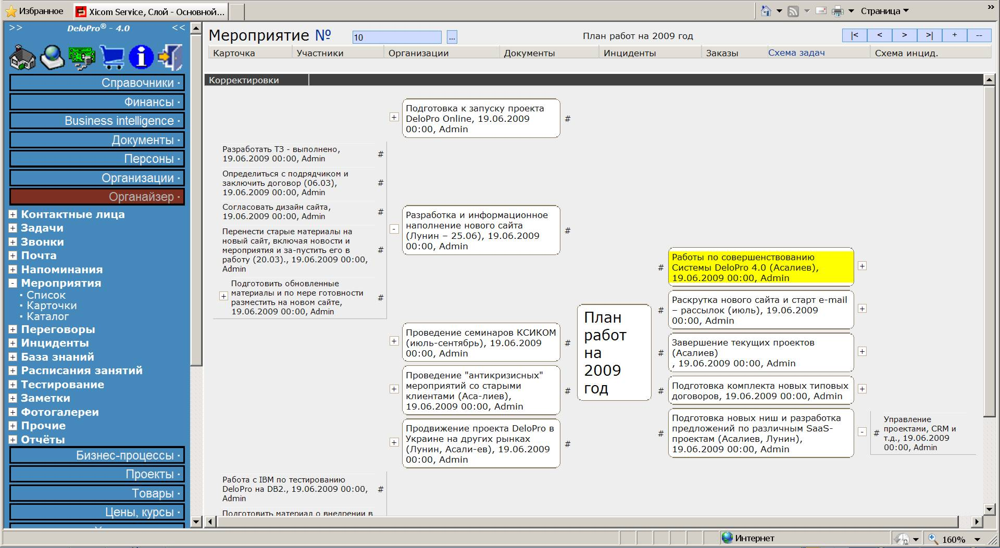 Избранное
Xicom Service, Слой - Основной...
Страница
>>
DeloPro® - 4.0
<<
Справочники ·
Финансы ·
Business intelligence ·
Документы ·
Персоны ·
Организации ·
Органайзер ·
Контактные лица
Задачи
Звонки
Почта
Напоминания
Мероприятия
· Список
· Карточки
· Каталог
Переговоры
Инциденты
База знаний
Расписания занятий
Тестирование
Заметки
Фотогалереи
Прочие
Отчёты
Бизнес-процессы ·
Проекты ·
Товары ·
Цены, курсы ·
Мероприятие №
10
...
План работ на 2009 год
|<
<
>
>|
+
--
Карточка
Участники
Организации
Документы
Инциденты
Заказы
Схема задач
Схема инцид.
Корректировки
Подготовка к запуску проекта
DeloPro Online, 19.06.2009
00:00, Admin
#
Разработать ТЗ - выполнено,
19.06.2009 00:00, Admin
#
Определиться с подрядчиком и
заключить договор (06.03),
19.06.2009 00:00, Admin
#
Согласовать дизайн сайта,
19.06.2009 00:00, Admin
#
Перенести старые материалы на
новый сайт, включая новости и
мероприятия и за-пустить его в
работу (20.03)., 19.06.2009 00:00,
Admin
#
Подготовить обновленные
материалы и по мере готовности
разместить на новом сайте,
19.06.2009 00:00, Admin
#
Разработка и информационное
наполнение нового сайта
(Лунин – 25.06), 19.06.2009
00:00, Admin
#
Проведение семинаров КСИКОМ
(июль-сентябрь), 19.06.2009
00:00, Admin
#
Проведение "антикризисных"
мероприятий со старыми
клиентами (Аса-лиев),
19.06.2009 00:00, Admin
#
Продвижение проекта DeloPro в
Украине на других рынках
(Лунин, Асали-ев), 19.06.2009
00:00, Admin
#
Работа с IBM по тестированию
DeloPro на DB2., 19.06.2009 00:00,
Admin
#
Подготовить материал о внедрении в
План
работ
на
2009
год
#
Работы по совершенствованию
Системы DeloPro 4.0 (Асалиев),
19.06.2009 00:00, Admin
#
Раскрутка нового сайта и старт e-mail
– рассылок (июль), 19.06.2009
00:00, Admin
#
Завершение текущих проектов
(Асалиев)
, 19.06.2009 00:00, Admin
#
Подготовка комплекта новых типовых
договоров, 19.06.2009 00:00, Admin
#
Подготовка новых ниш и разработка
предложений по различным SaaS-
проектам (Асалиев, Лунин),
19.06.2009 00:00, Admin
#
Управление
проектами, CRM и
т.д., 19.06.2009
00:00, Admin
Интернет
160%